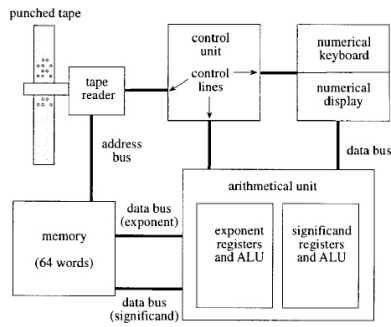 punched tape
tape
reader
control
unit
control
lines
numerical
keyboard
numerical
display
address
bus
data bus
memory
(64 words)
data bus
(exponent)
data bus
(significand)
arithmetical unit
exponent
registers
and ALU
significand
registers
and ALU